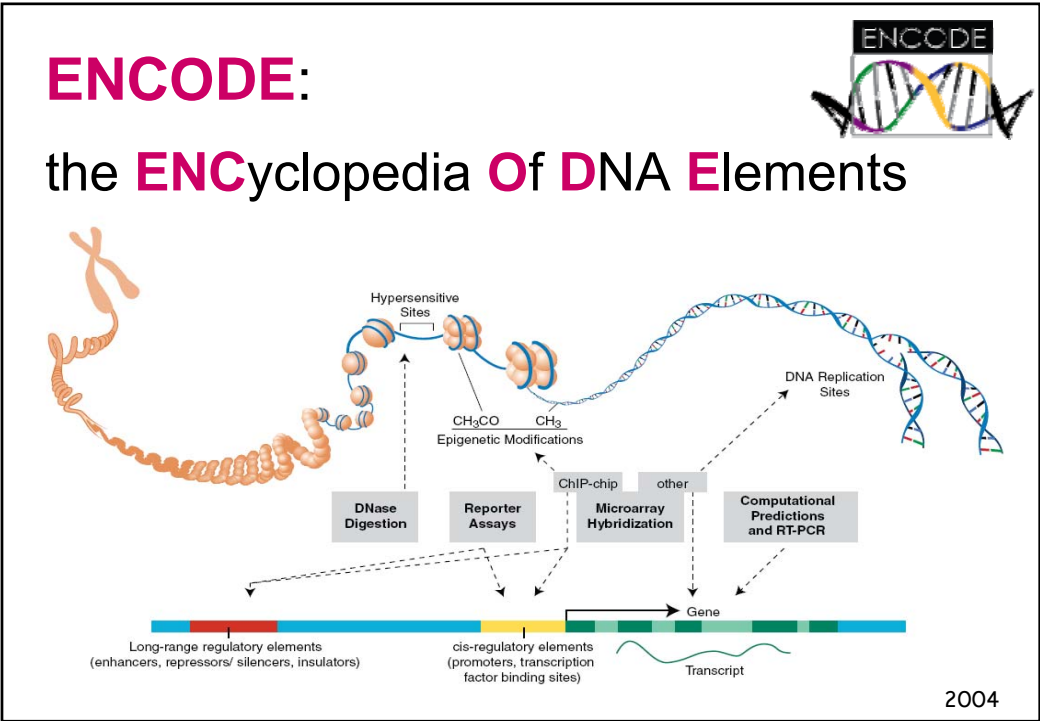 ENCODE
ENCODE:
the ENCyclopedia Of DNA Elements
Hypersensitive
Sites
DNA Replication
Sites
CH₃CO CH₃
Epigenetic Modifications
ChIP-chip other
DNase
Digestion
Reporter
Assays
Microarray
Hybridization
Computational
Predictions
and RT-PCR
Gene
Long-range regulatory elements
(enhancers, repressors/ silencers, insulators)
cis-regulatory elements
(promoters, transcription
factor binding sites)
Transcript
2004